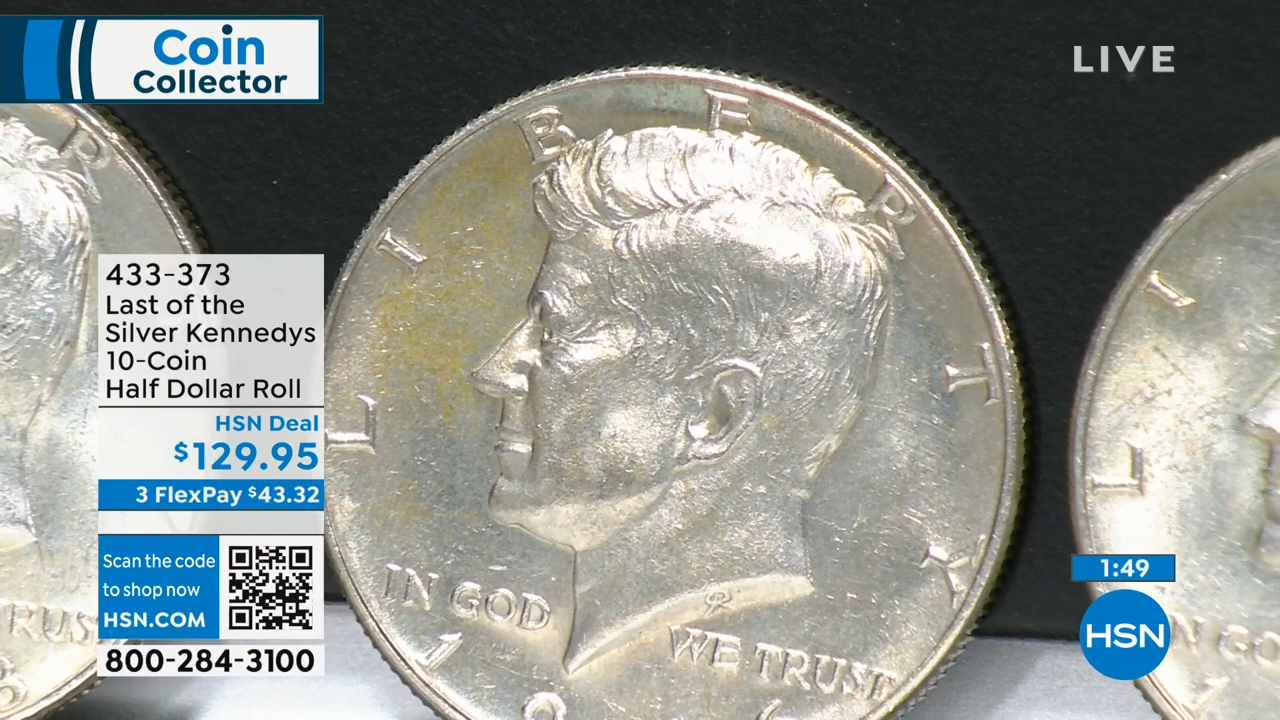 Coin
Collector
LIVE
433-373
Last of the
Silver Kennedys
10-Coin
Half Dollar Roll
HSN Deal
$129.95
3 FlexPay $43.32
Scan the code
to shop now
HSN.COM
800-284-3100
LIBERTY
IN GOD
WE TRUST
1:49
HSN